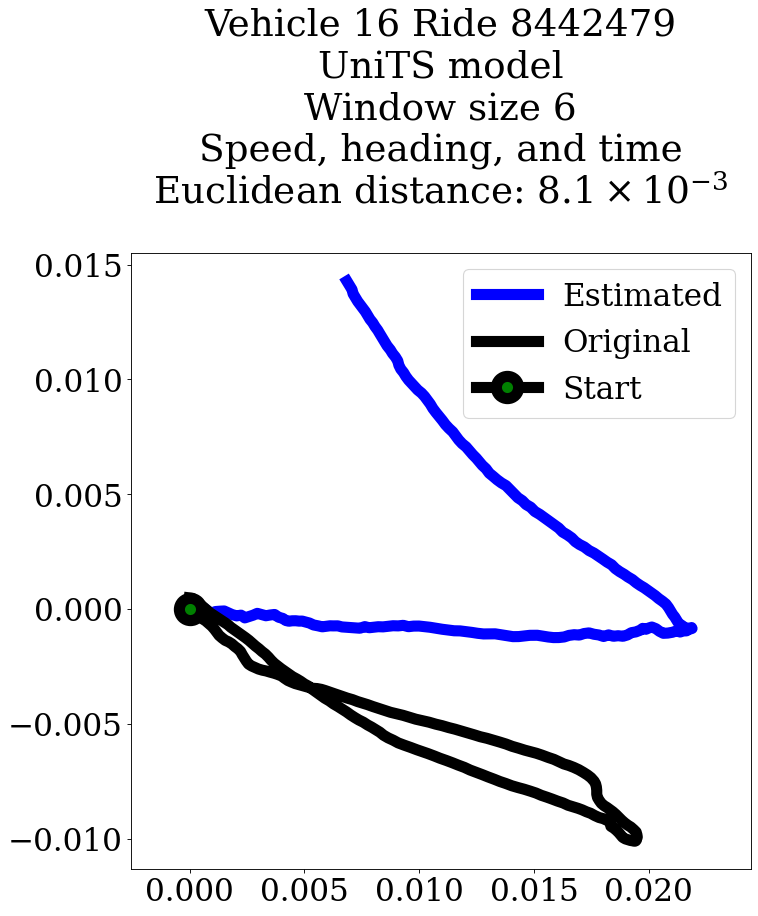 Vehicle 16 Ride 8442479
UniTS model
Window size 6
Speed, heading, and time
Euclidean distance: 8.1 × 10⁻³
0.015
0.010
0.005
0.000
−0.005
−0.010
Estimated
Original
Start
0.000 0.005 0.010 0.015 0.020